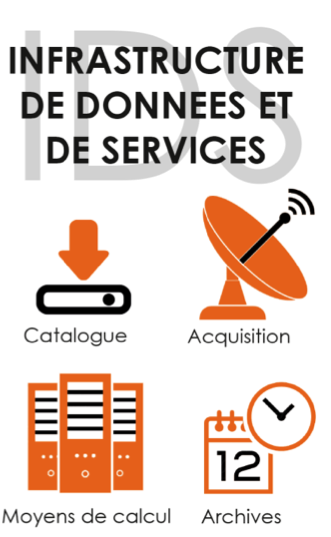 IDS
INFRASTRUCTURE
DE DONNEES ET
DE SERVICES
Catalogue
Acquisition
12
Moyens de calcul
Archives